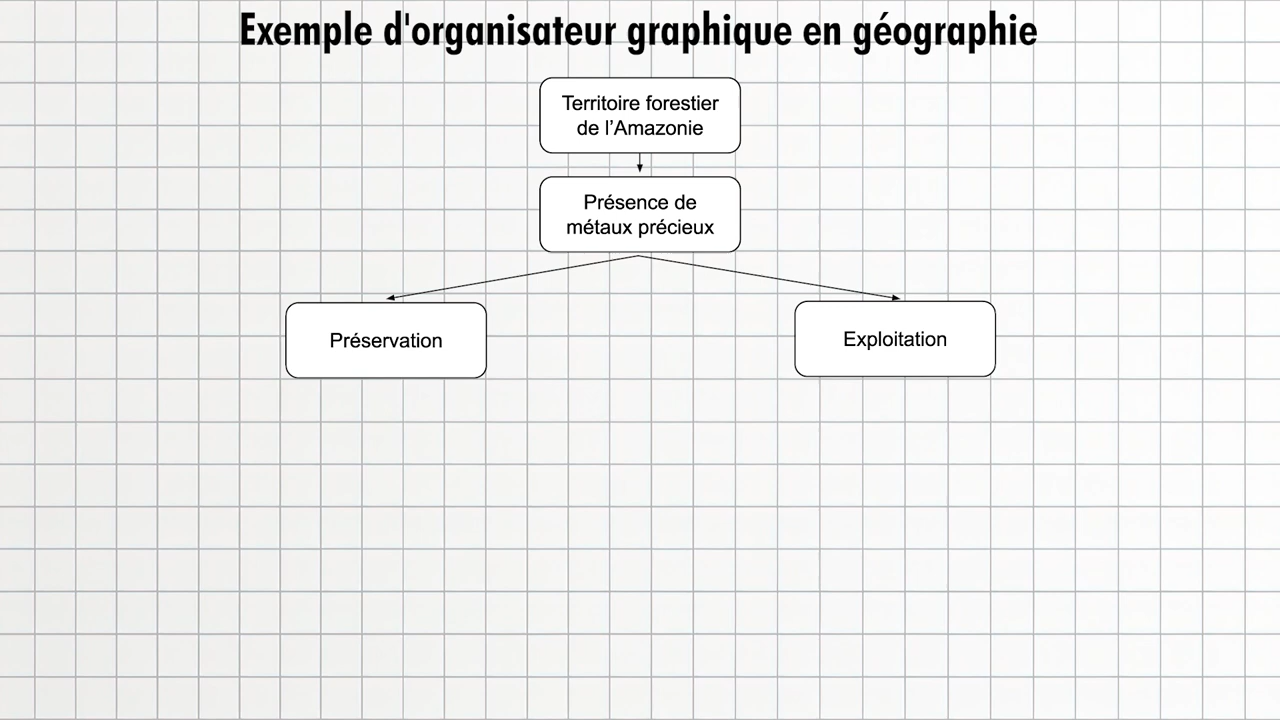 Exemple d'organisateur graphique en géographie
Territoire forestier
de l’Amazonie
Présence de
métaux précieux
Préservation
Exploitation